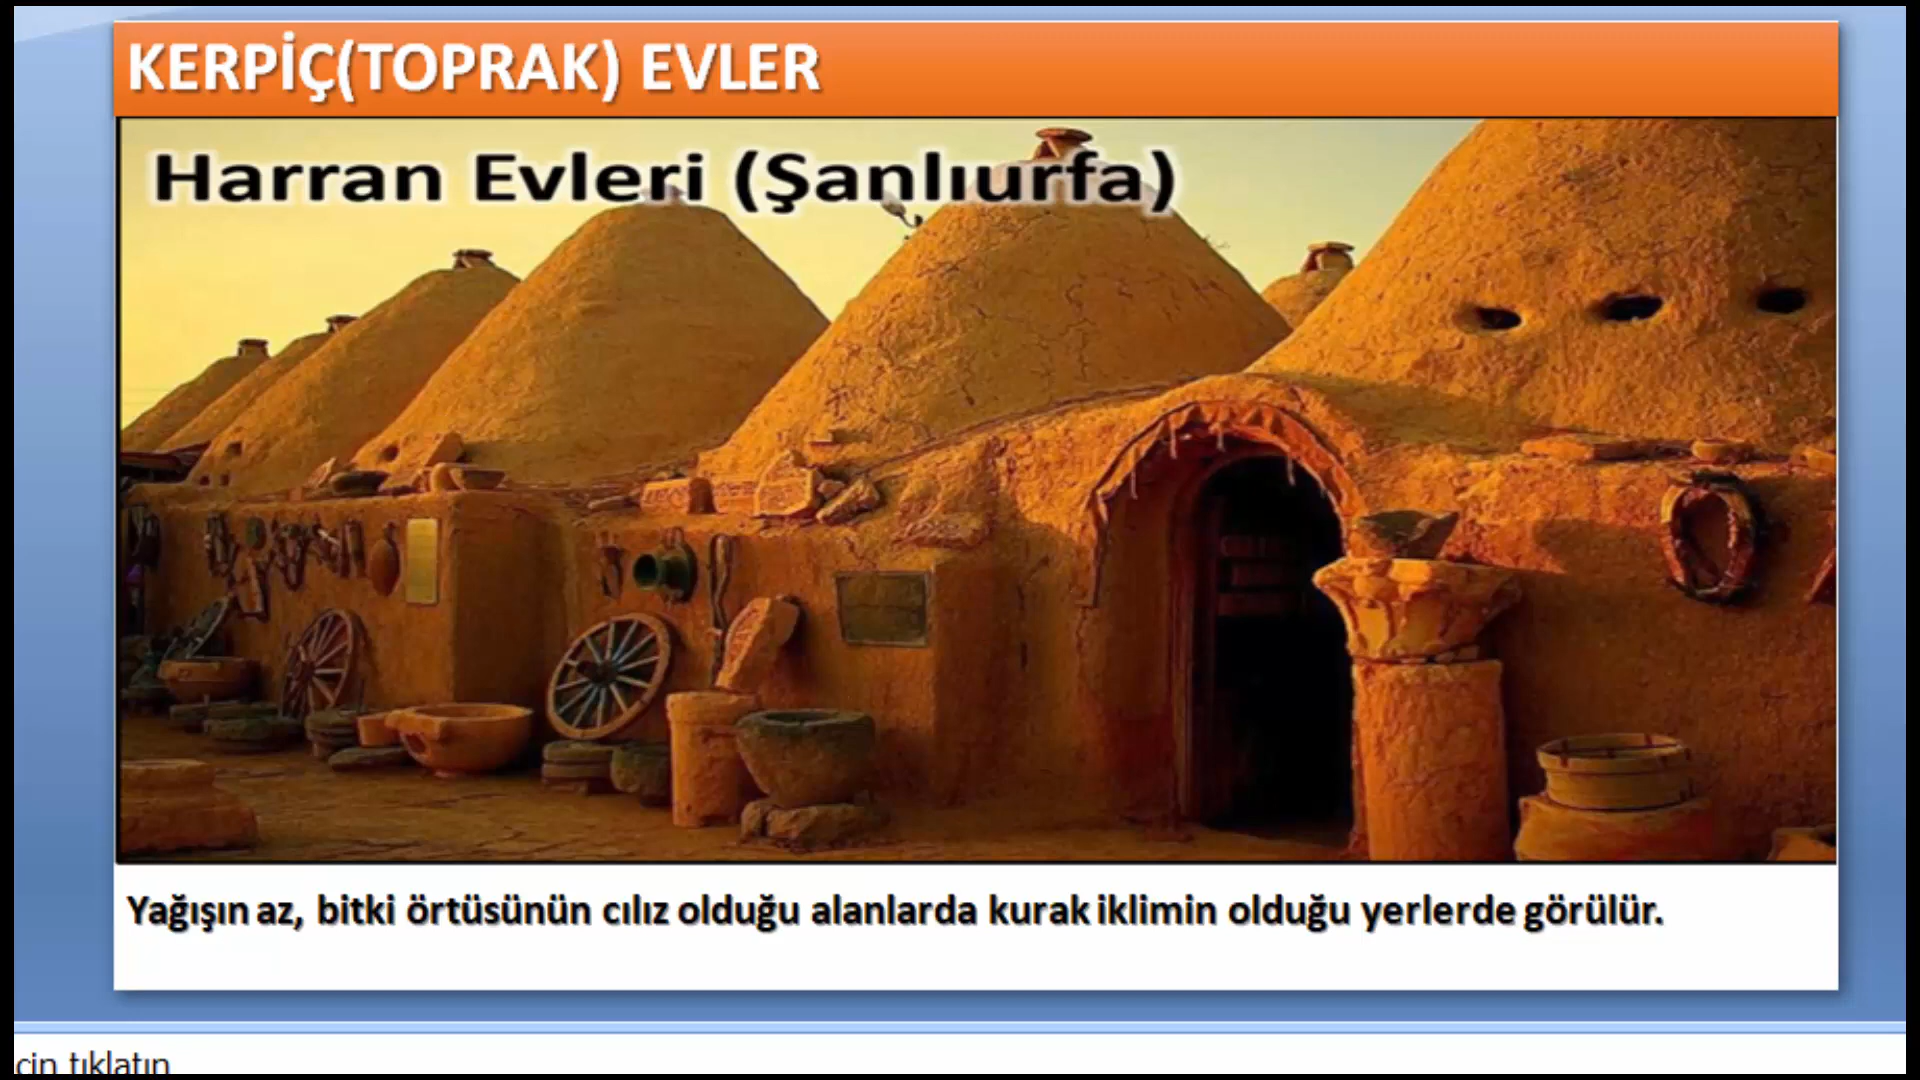 KERPİÇ(TOPRAK) EVLER
Harran Evleri (Şanlıurfa)
Yağışın az, bitki örtüsünün cılız olduğu alanlarda kurak iklimin olduğu yerlerde görülür.
çin tıklatın